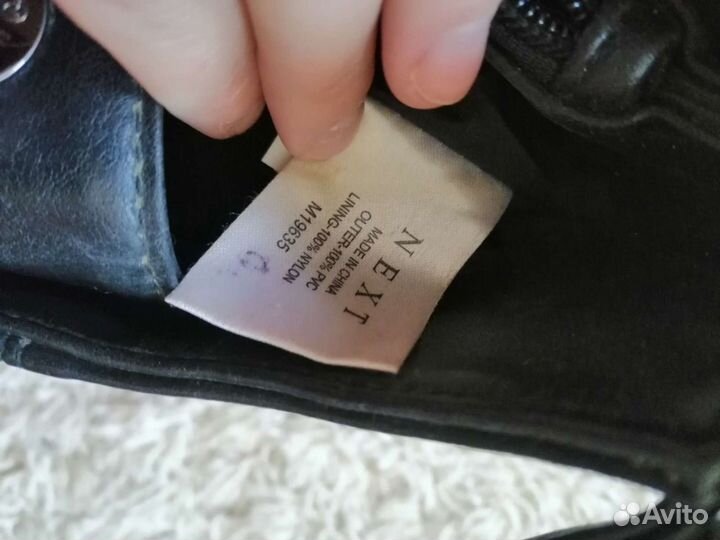 NEXT
MADE IN CHINA
OUTER-100% PVC
LINING-100% NYLON
M19635
Avito